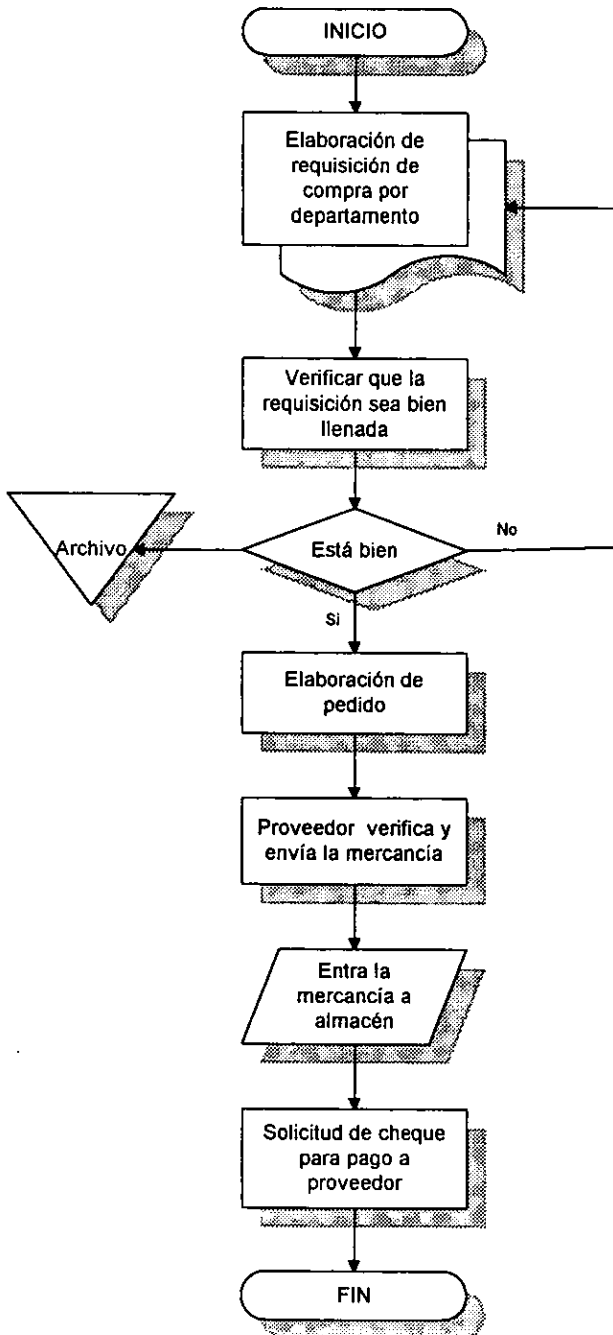 INICIO
Elaboración de
requisición de
compra por
departamento
Verificar que la
requisición sea bien
llenada
Archivo
Está bien
No
Si
Elaboración de
pedido
Proveedor verifica y
envía la mercancía
Entra la
mercancía a
almacén
Solicitud de cheque
para pago a
proveedor
FIN